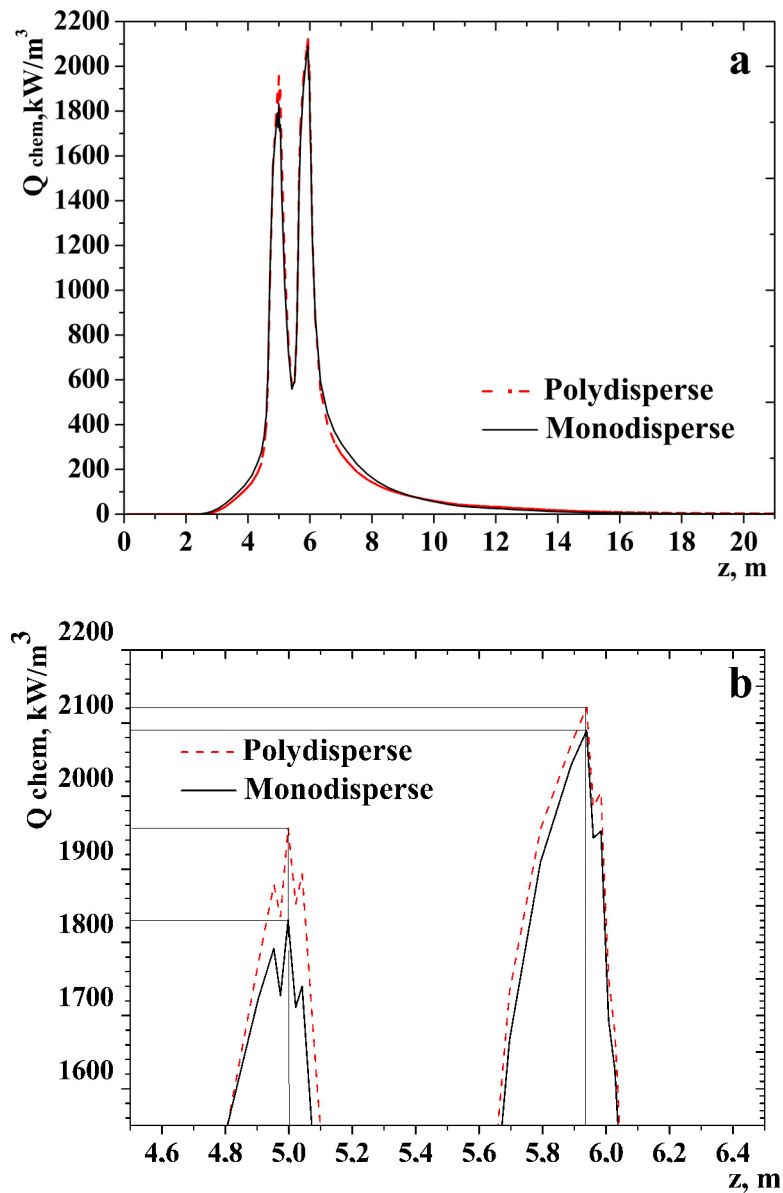 a
Q chem,kW/m3
2200
2000
1800
1600
1400
1200
1000
800
600
400
200
0
Polydisperse
Monodisperse
0 2 4 6 8 10 12 14 16 18 20
z, m
b
Q chem, kW/m3
2200
2100
2000
1900
1800
1700
1600
Polydisperse
Monodisperse
4,6 4,8 5,0 5,2 5,4 5,6 5,8 6,0 6,2 6,4
z, m